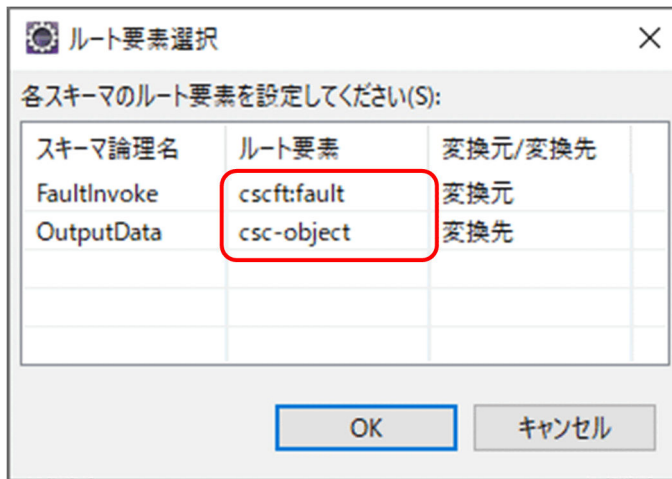 ルート要素選択
各スキーマのルート要素を設定してください(S):
スキーマ論理名 ルート要素 変換元/変換先
FaultInvoke cscft:fault 変換元
OutputData csc-object 変換先
OK キャンセル